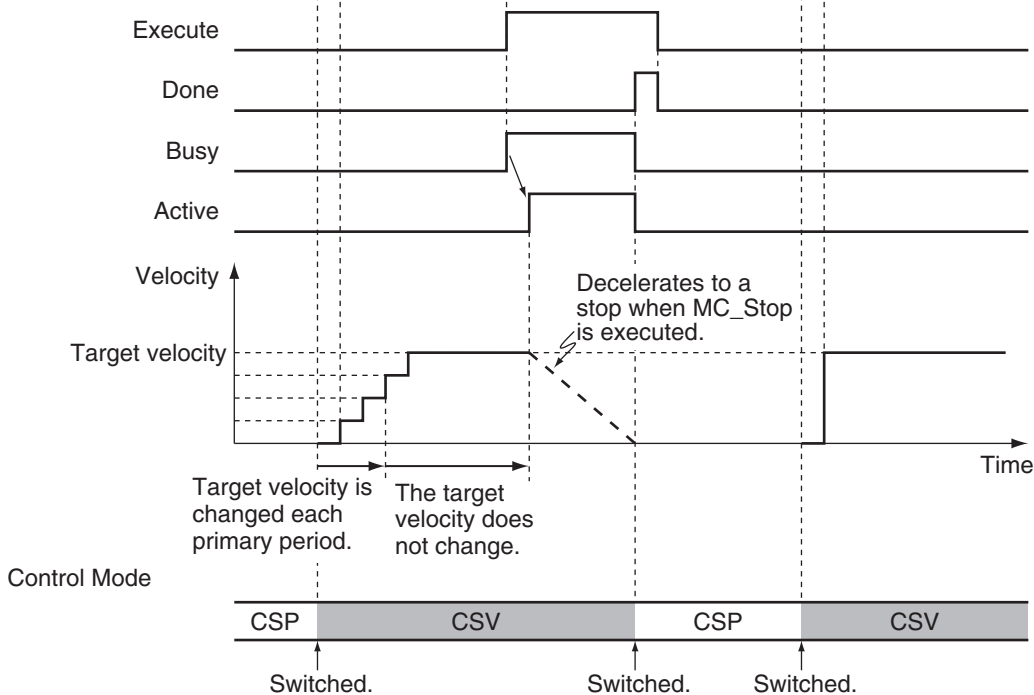 Execute
Done
Busy
Active
Velocity
Decelerates to a
stop when MC_Stop
is executed.
Target velocity
Time
Target velocity is
changed each
primary period.
The target
velocity does
not change.
Control Mode
CSP
CSV
CSP
CSV
Switched.
Switched.
Switched.